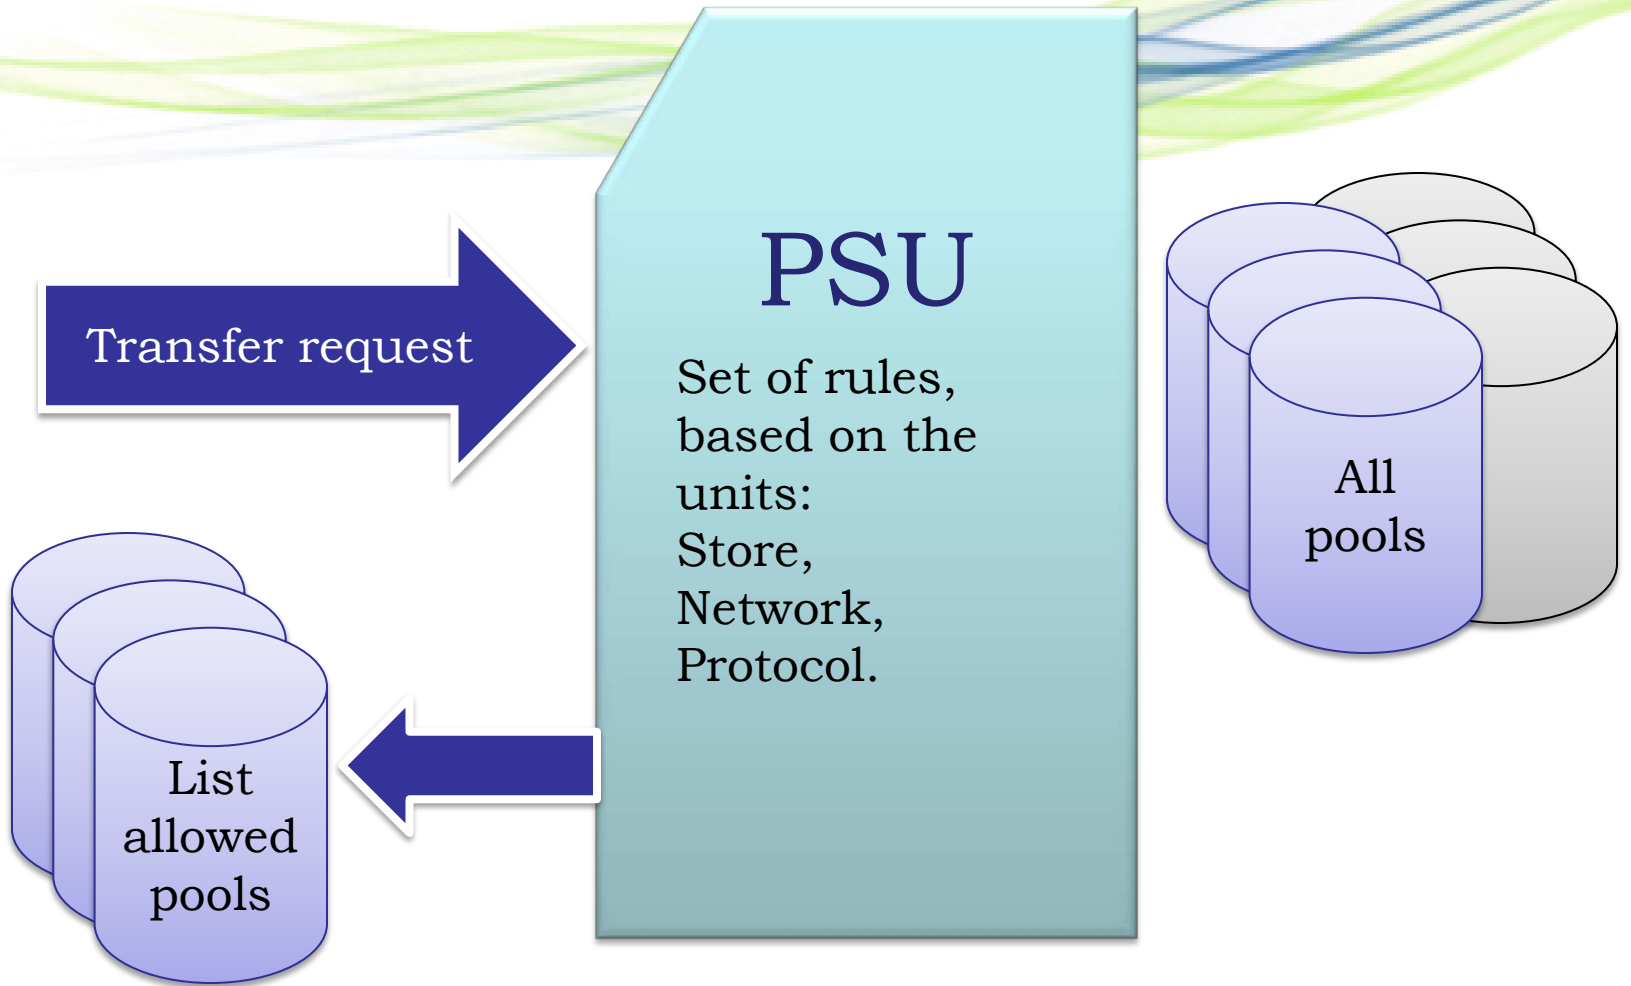 PSU
Transfer request
Set of rules,
based on the
units:
Store,
Network,
Protocol.
All
pools
List
allowed
pools